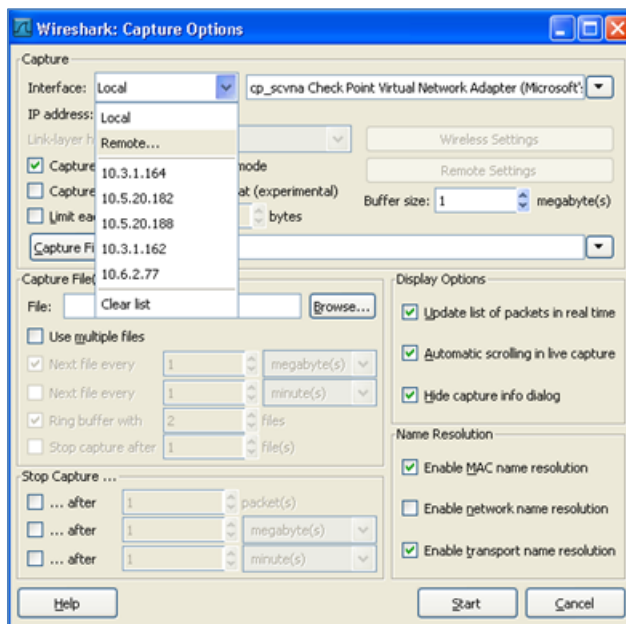 Wireshark: Capture Options
Capture
Interface: Local cp_scvna Check Point Virtual Network Adapter (Microsoft's
IP address: Local
Link-layer h Remote... Wireless Settings
Capture 10.3.1.164 mode Remote Settings
Capture 10.5.20.182 at (experimental)
Limit eac 10.5.20.188 bytes Buffer size: 1 megabyte(s)
Capture Fi 10.3.1.162
10.6.2.77
Capture File( Display Options
File: Clear list Browse... Update list of packets in real time
Use multiple files
Next file every 1 megabyte(s) Automatic scrolling in live capture
Next file every 1 minute(s) Hide capture info dialog
Ring buffer with 2 files
Stop capture after 1 file(s) Name Resolution
Stop Capture ... Enable MAC name resolution
... after 1 packet(s) Enable network name resolution
... after 1 megabyte(s)
... after 1 minute(s) Enable transport name resolution
Help Start Cancel